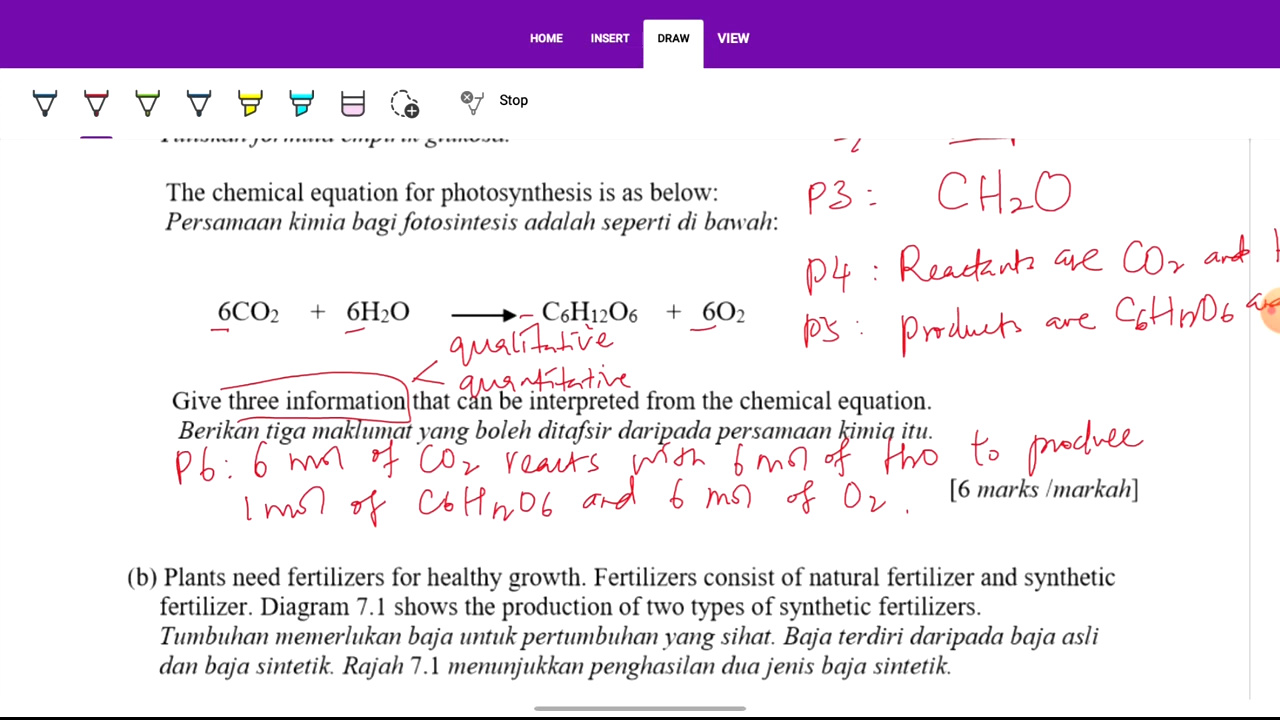 HOME INSERT DRAW VIEW
Stop
The chemical equation for photosynthesis is as below:
Persamaan kimia bagi fotosintesis adalah seperti di bawah:
P3 : CH₂O
P4 : Reactants are CO₂ and
6CO₂ + 6H₂O → C₆H₁₂O₆ + 6O₂
P5 : products are C₆H₁₂O₆
qualitative
quantitative
Give three information that can be interpreted from the chemical equation.
Berikan tiga maklumat yang boleh ditafsir daripada persamaan kimia itu.
P6 : 6 mol of CO₂ reacts with 6 mol of H₂O to produce
1 mol of C₆H₁₂O₆ and 6 mol of O₂ .
[6 marks /markah]
(b) Plants need fertilizers for healthy growth. Fertilizers consist of natural fertilizer and synthetic
fertilizer. Diagram 7.1 shows the production of two types of synthetic fertilizers.
Tumbuhan memerlukan baja untuk pertumbuhan yang sihat. Baja terdiri daripada baja asli
dan baja sintetik. Rajah 7.1 menunjukkan penghasilan dua jenis baja sintetik.